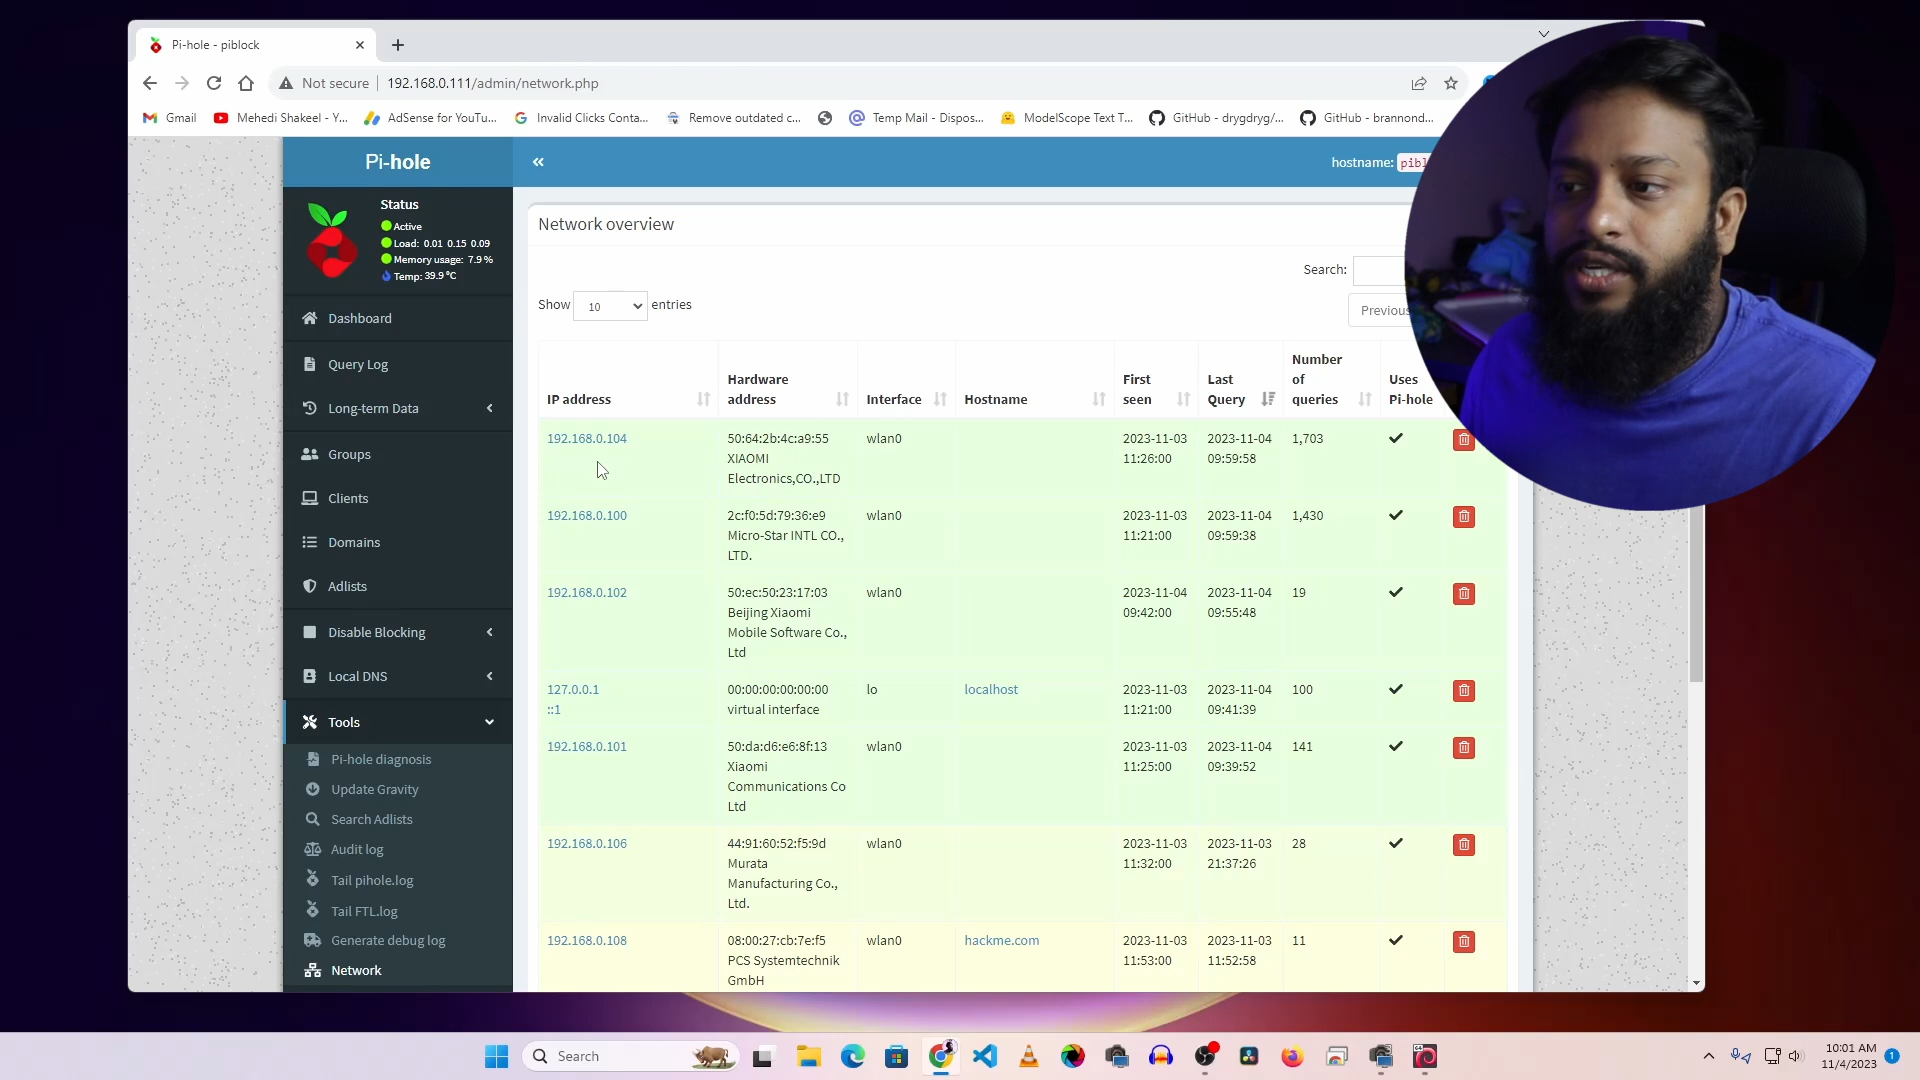 Pi-hole - piblock
Not secure
192.168.0.111/admin/network.php
Gmail
Mehedi Shakeel - Y...
AdSense for YouTu...
Invalid Clicks Conta...
Remove outdated c...
Temp Mail - Dispos...
ModelScope Text T...
GitHub - drygdryg/...
GitHub - brannond...
Pi-hole
hostname:
Status
Active
Load: 0.01 0.15 0.09
Memory usage: 7.9 %
Temp: 39.9 °C
Dashboard
Query Log
Long-term Data
Groups
Clients
Domains
Adlists
Disable Blocking
Local DNS
Tools
Pi-hole diagnosis
Update Gravity
Search Adlists
Audit log
Tail pihole.log
Tail FTL.log
Generate debug log
Network
Network overview
Search:
Show 10 entries
Previous
IP address
Hardware address
Interface
Hostname
First seen
Last Query
Number of queries
Uses Pi-hole
192.168.0.104 50:64:2b:4c:a9:55 wlan0 2023-11-03 2023-11-04 1,703
XIAOMI 11:26:00 09:59:58
Electronics,CO.,LTD
192.168.0.100 2c:f0:5d:79:36:e9 wlan0 2023-11-03 2023-11-04 1,430
Micro-Star INTL CO., 11:21:00 09:59:38
LTD.
192.168.0.102 50:ec:50:23:17:03 wlan0 2023-11-04 2023-11-04 19
Beijing Xiaomi 09:42:00 09:55:48
Mobile Software Co.,
Ltd
127.0.0.1 00:00:00:00:00:00 lo localhost 2023-11-03 2023-11-04 100
::1 virtual interface 11:21:00 09:41:39
192.168.0.101 50:da:d6:e6:8f:13 wlan0 2023-11-03 2023-11-04 141
Xiaomi 11:25:00 09:39:52
Communications Co
Ltd
192.168.0.106 44:91:60:52:f5:9d wlan0 2023-11-03 2023-11-03 28
Murata 11:32:00 21:37:26
Manufacturing Co.,
Ltd.
192.168.0.108 08:00:27:cb:7e:f5 wlan0 hackme.com 2023-11-03 2023-11-03 11
PCS Systemtechnik 11:53:00 11:52:58
GmbH
Search
10:01 AM
11/4/2023
1